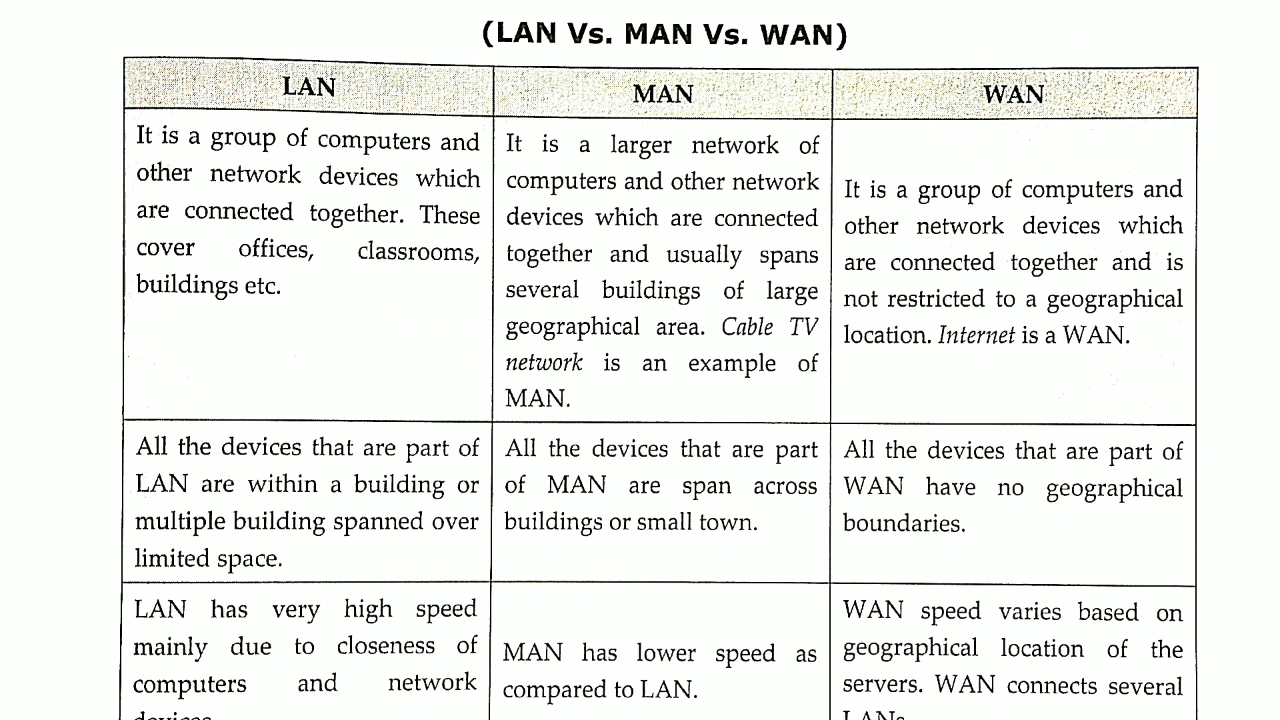 (LAN Vs. MAN Vs. WAN)
LAN
MAN
WAN
It is a group of computers and
other network devices which
are connected together. These
cover offices, classrooms,
buildings etc.
It is a larger network of
computers and other network
devices which are connected
together and usually spans
several buildings of large
geographical area. Cable TV
network is an example of
MAN.
It is a group of computers and
other network devices which
are connected together and is
not restricted to a geographical
location. Internet is a WAN.
All the devices that are part of
LAN are within a building or
multiple building spanned over
limited space.
All the devices that are part
of MAN are span across
buildings or small town.
All the devices that are part of
WAN have no geographical
boundaries.
LAN has very high speed
mainly due to closeness of
computers and network
devices.
MAN has lower speed as
compared to LAN.
WAN speed varies based on
geographical location of the
servers. WAN connects several
LANs